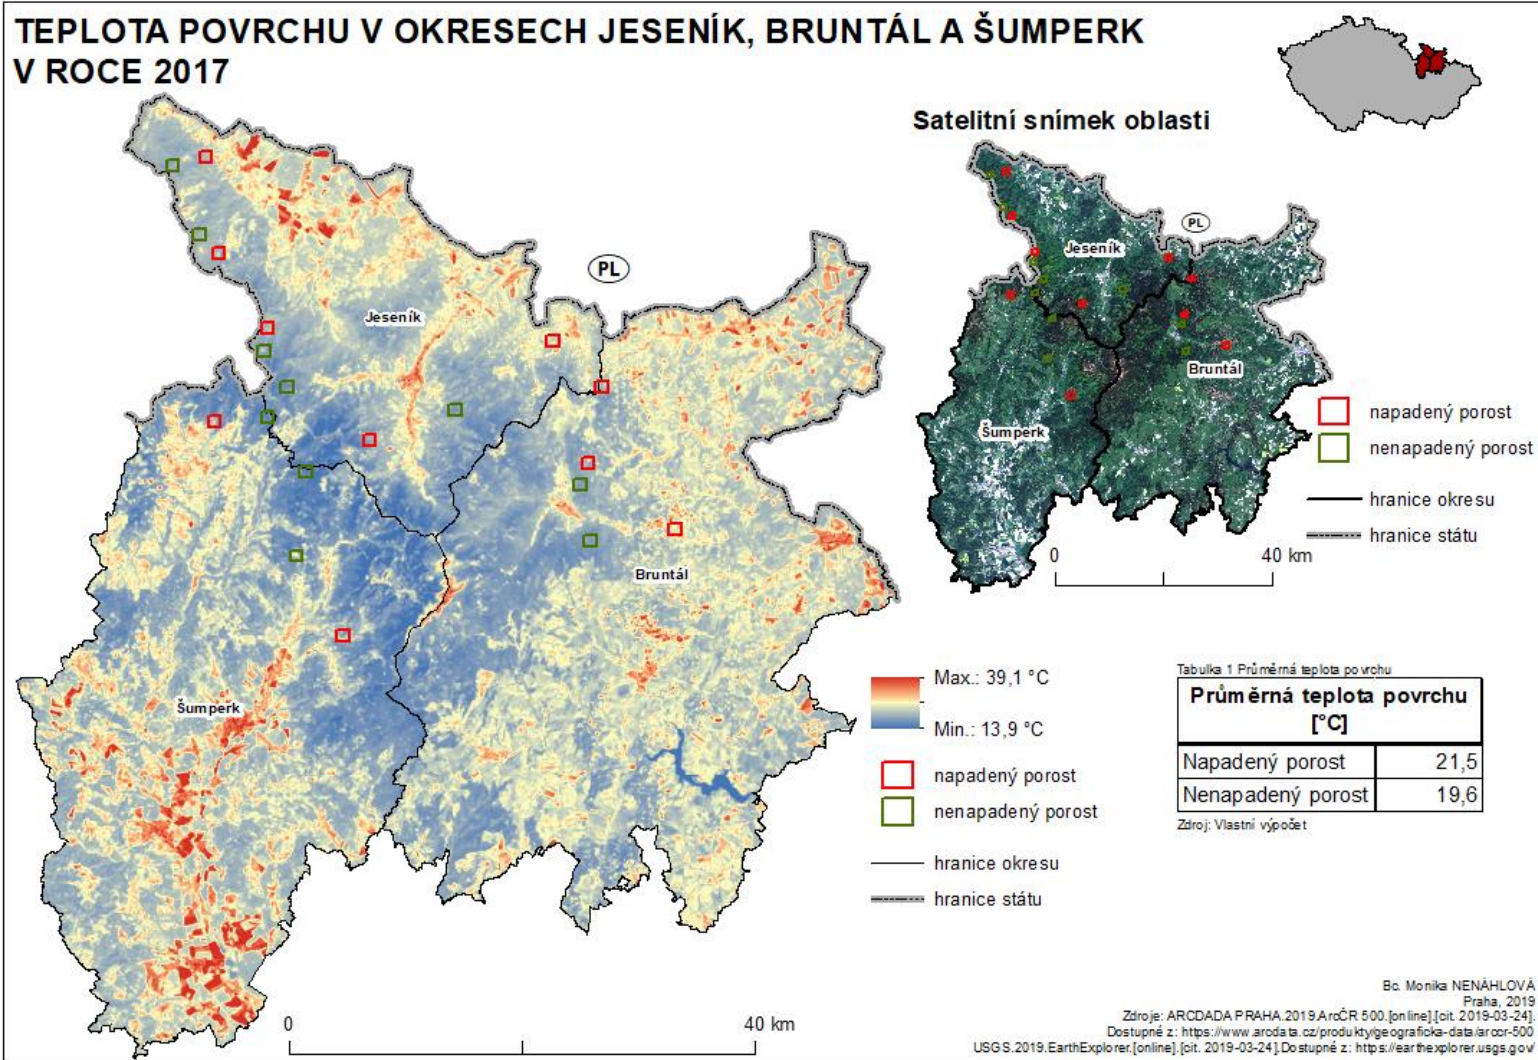 TEPLOTA POVRCHU V OKRESECH JESENÍK, BRUNTÁL A ŠUMPERK
V ROCE 2017
Satelitní snímek oblasti
PL
Jeseník
Bruntál
Šumperk
0 40 km
PL
Jeseník
Bruntál
Šumperk
napadený porost
nenapadený porost
hranice okresu
hranice státu
0 40 km
Max.: 39,1 °C
Min.: 13,9 °C
napadený porost
nenapadený porost
hranice okresu
hranice státu
Tabulka 1 Průměrná teplota povrchu
Průměrná teplota povrchu
[°C]
Napadený porost 21,5
Nenapadený porost 19,6
Zdroj: Vlastní výpočet
Bc. Monika NENÁHLOVÁ
Praha, 2019
Zdroje: ARCDADA PRAHA.2019.ArcČR 500.[online].[cit. 2019-03-24].
Dostupné z: https://www.arcdata.cz/produkty/geograficka-data/arccr-500
USGS.2019.EarthExplorer.[online].[cit. 2019-03-24].Dostupné z: https://earthexplorer.usgs.gov/